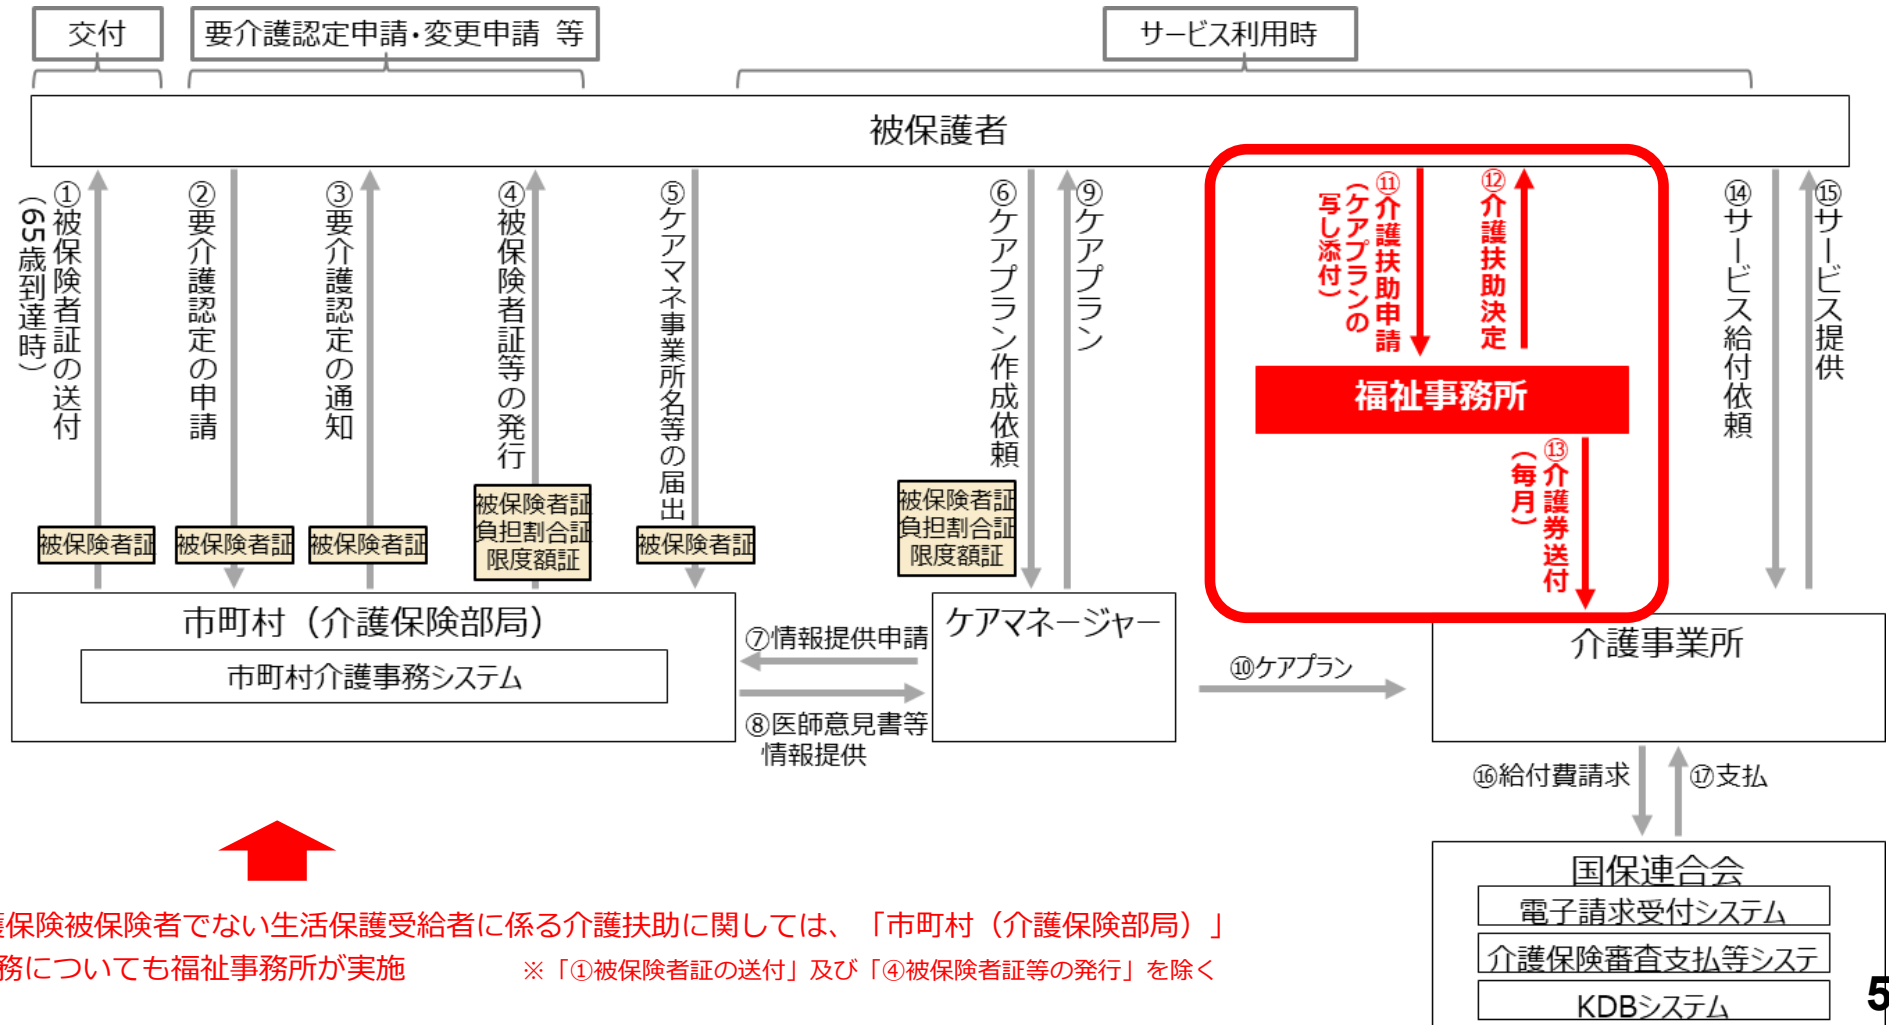 交付
要介護認定申請・変更申請 等
サービス利用時
被保護者
①被保険者証の送付
（65歳到達時）
②要介護認定の申請
③要介護認定の通知
④被保険者証等の発行
⑤ケアマネ事業所名等の届出
⑥ケアプラン作成依頼
⑨ケアプラン
⑪介護扶助申請
（ケアプランの
写し添付）
⑫介護扶助決定
⑭サービス給付依頼
⑮サービス提供
福祉事務所
⑬介護券送付
（毎月）
被保険者証
被保険者証
被保険者証
被保険者証
負担割合証
限度額証
被保険者証
被保険者証
負担割合証
限度額証
市町村（介護保険部局）
市町村介護事務システム
⑦情報提供申請
⑧医師意見書等
情報提供
ケアマネージャー
⑩ケアプラン
介護事業所
⑯給付費請求
⑰支払
国保連合会
電子請求受付システム
介護保険審査支払等システ
KDBシステム
護保険被保険者でない生活保護受給者に係る介護扶助に関しては、「市町村（介護保険部局）」
務についても福祉事務所が実施
※「①被保険者証の送付」及び「④被保険者証等の発行」を除く
5